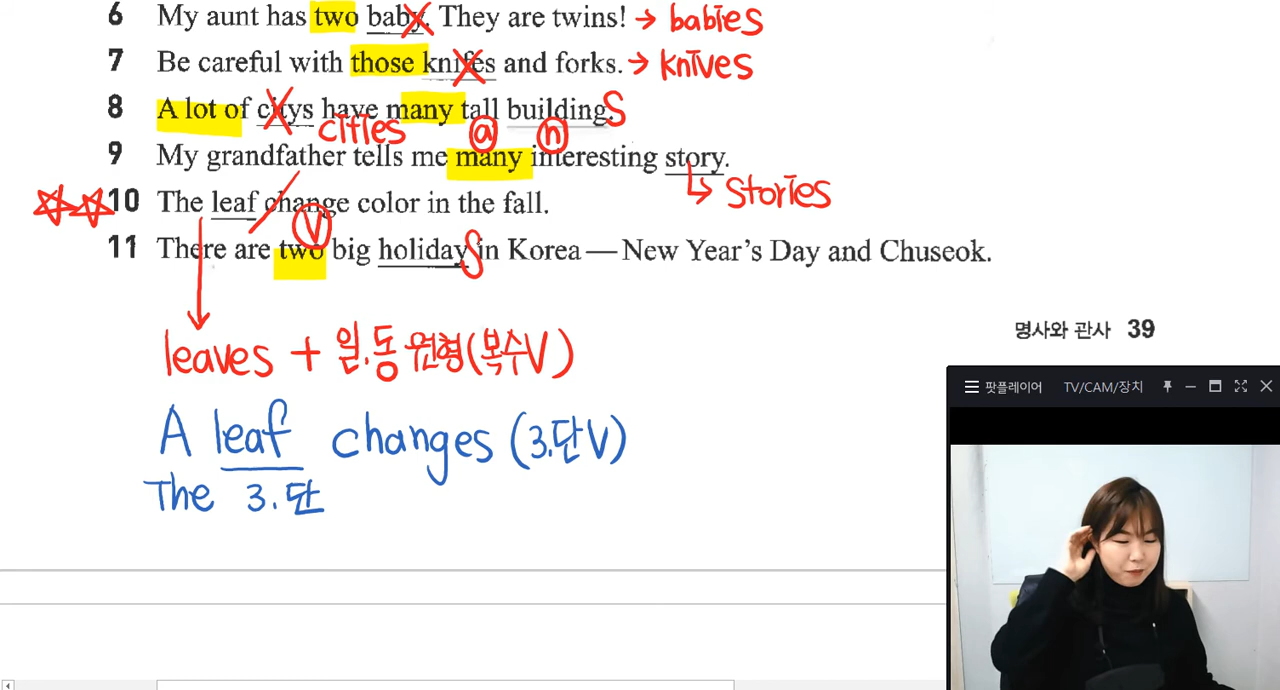 6 My aunt has two baby. They are twins! → babies
7 Be careful with those knifes and forks. → knives
8 A lot of citys have many tall buildings
cities ⓐ ⓝ
9 My grandfather tells me many interesting story.
↳ stories
☆☆10 The leaf / change color in the fall.
Ⓥ
11 There are two big holidays in Korea—New Year's Day and Chuseok.
leaves + 일.동원형(복수V)
A leaf changes (3.단V)
The 3.단
명사와 관사 39
팟플레이어 TV/CAM/장치